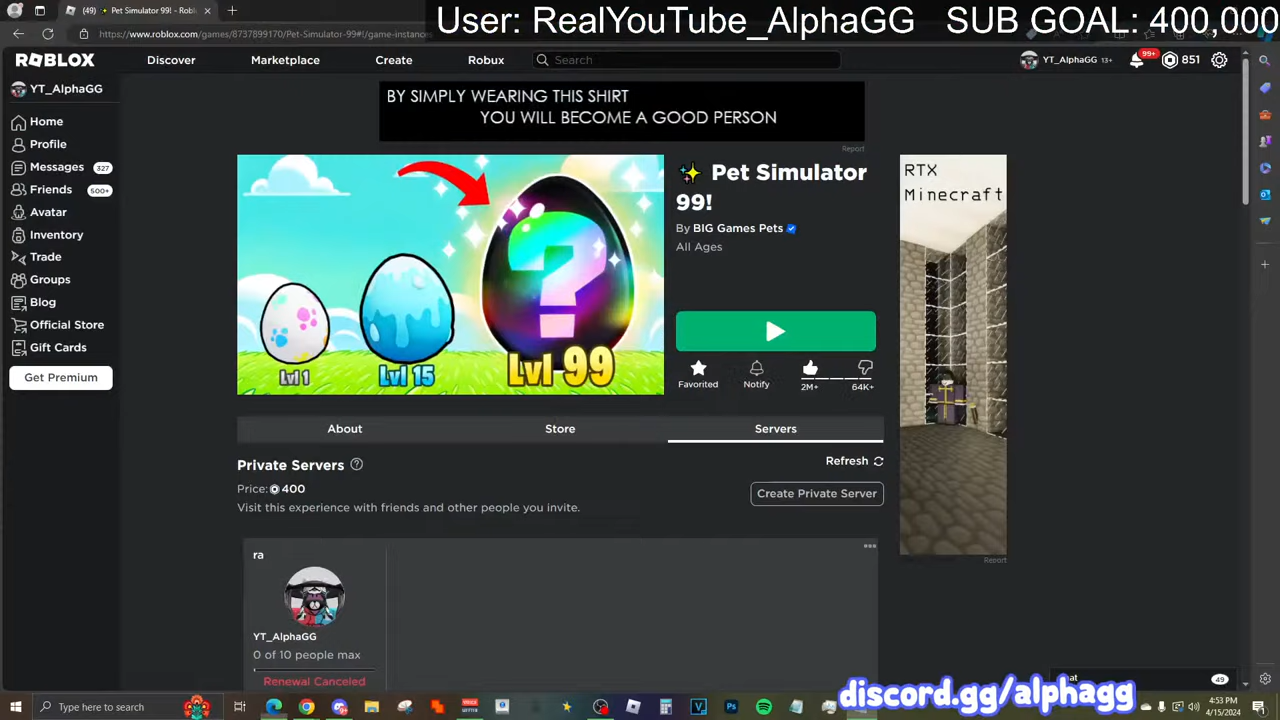 User: RealYouTube_AlphaGG SUB GOAL: 400,000
(49) ✨ Pet Simulator 99! - Roblo
https://www.roblox.com/games/8737899170/Pet-Simulator-99#!/game-instances
ROBLOX
Discover
Marketplace
Create
Robux
Search
YT_AlphaGG 13+
99+
851
YT_AlphaGG
Home
Profile
Messages 327
Friends 500+
Avatar
Inventory
Trade
Groups
Blog
Official Store
Gift Cards
Get Premium
BY SIMPLY WEARING THIS SHIRT
YOU WILL BECOME A GOOD PERSON
Report
?
Lvl 1
Lvl 15
Lvl 99
✨ Pet Simulator
99!
By BIG Games Pets
All Ages
Favorited
Notify
2M+
64K+
RTX
Minecraft
Report
About
Store
Servers
Private Servers ?
Refresh
Price: 400
Create Private Server
Visit this experience with friends and other people you invite.
ra
YT_AlphaGG
0 of 10 people max
Renewal Canceled
hat 49
discord.gg/alphagg
Type here to search
4:53 PM
4/15/2024